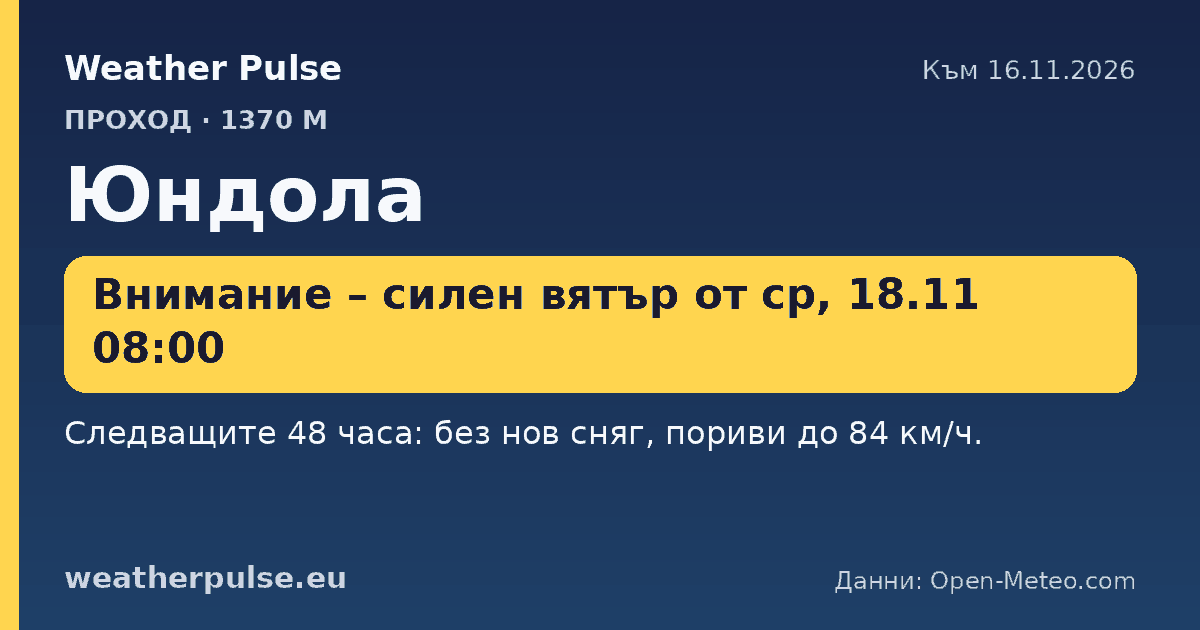 Weather Pulse
Към 16.11.2026
ПРОХОД · 1370 М
Юндола
Внимание – силен вятър от ср, 18.11
08:00
Следващите 48 часа: без нов сняг, пориви до 84 км/ч.
weatherpulse.eu
Данни: Open-Meteo.com